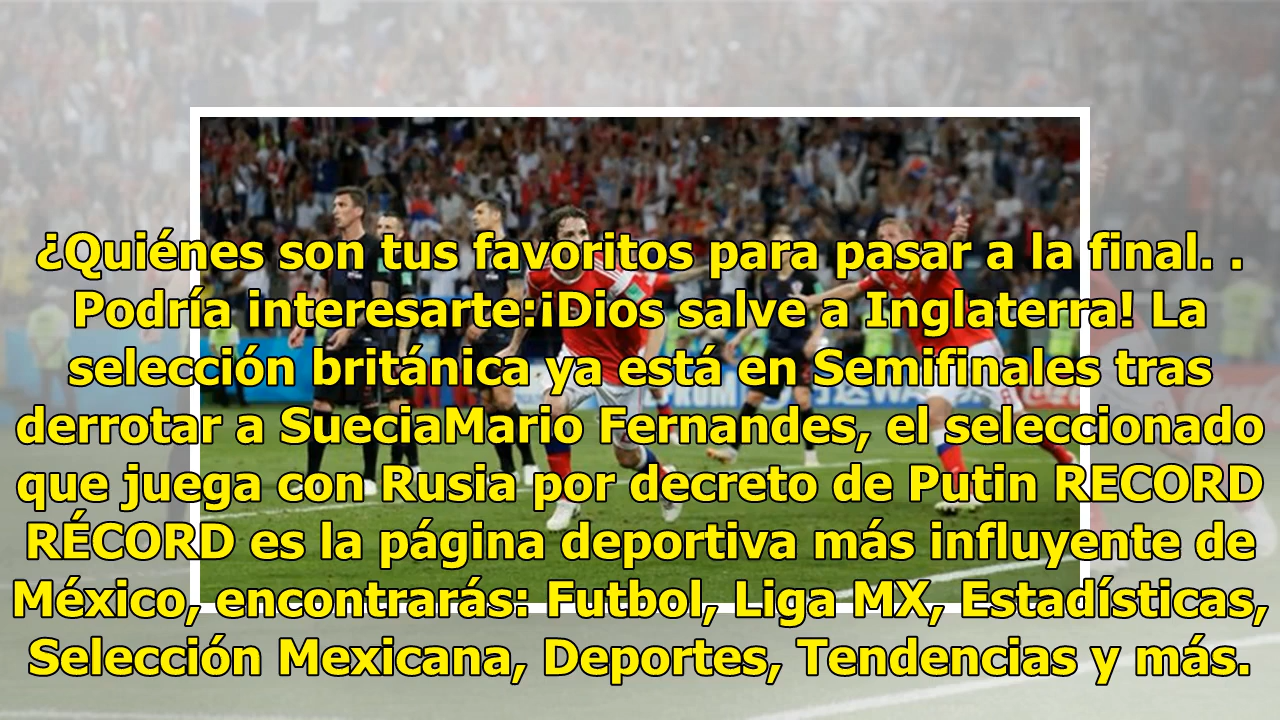 ¿Quiénes son tus favoritos para pasar a la final. .
Podría interesarte:¡Dios salve a Inglaterra! La
selección británica ya está en Semifinales tras
derrotar a SueciaMario Fernandes, el seleccionado
que juega con Rusia por decreto de Putin RECORD
RÉCORD es la página deportiva más influyente de
México, encontrarás: Futbol, Liga MX, Estadísticas,
Selección Mexicana, Deportes, Tendencias y más.